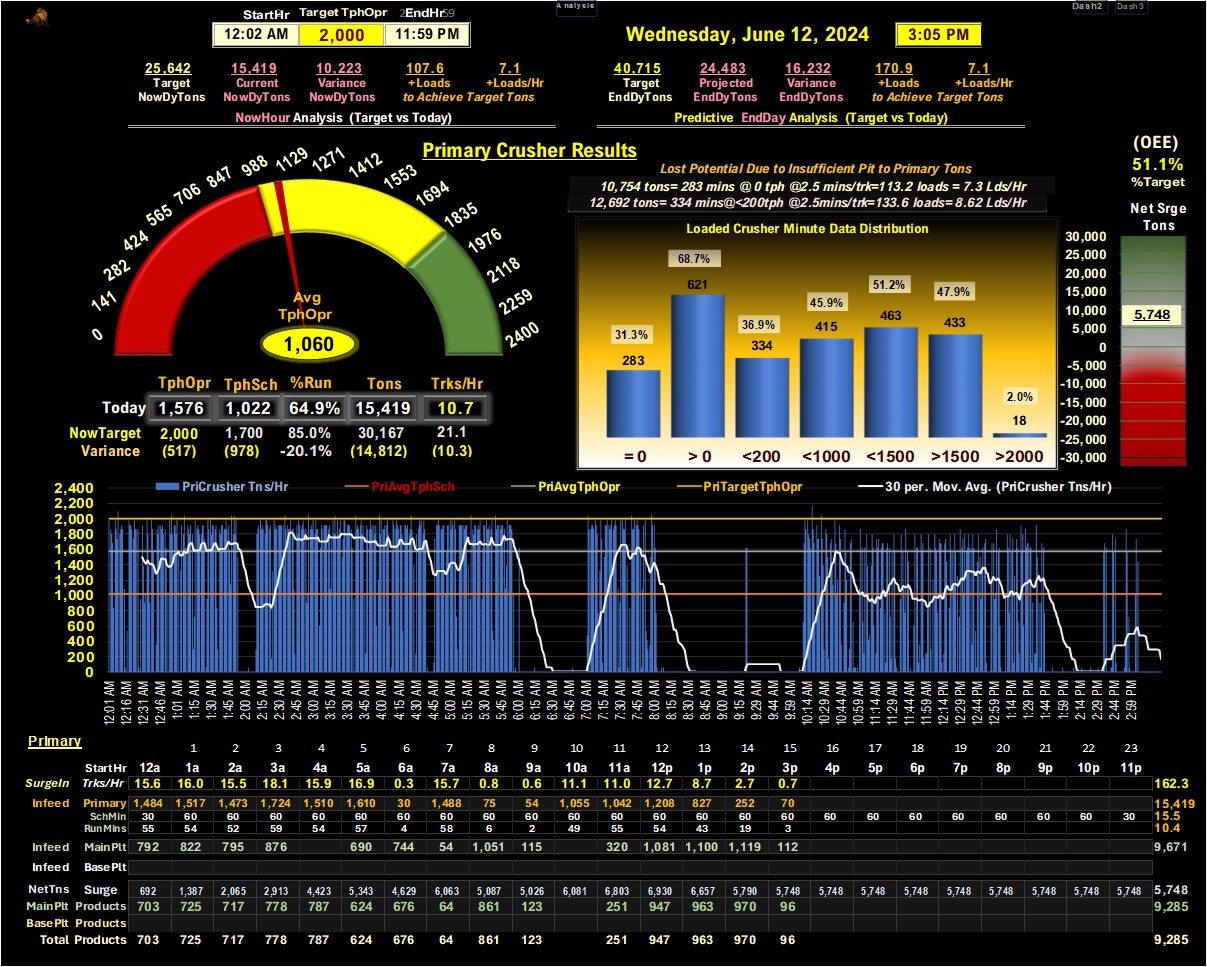 Analysis
Dash2 Dash3
StartHr Target TphOpr EndHr
12:02 AM 2,000 11:59 PM
Wednesday, June 12, 2024 3:05 PM
25,642 15,419 10,223 107.6 7.1
Target Current Variance +Loads +Loads/Hr
NowDyTons NowDyTons NowDyTons to Achieve Target Tons
NowHour Analysis (Target vs Today)
40,715 24,483 16,232 170.9 7.1
Target Projected Variance +Loads +Loads/Hr
EndDyTons EndDyTons EndDyTons to Achieve Target Tons
Predictive EndDay Analysis (Target vs Today)
Primary Crusher Results
0 141 282 424 565 706 847 988 1129 1271 1412 1553 1694 1835 1976 2118 2259 2400
Avg
TphOpr
1,060
TphOpr TphSch %Run Tons Trks/Hr
Today 1,576 1,022 64.9% 15,419 10.7
NowTarget 2,000 1,700 85.0% 30,167 21.1
Variance (517) (978) -20.1% (14,812) (10.3)
Lost Potential Due to Insufficient Pit to Primary Tons
10,754 tons= 283 mins @ 0 tph @2.5 mins/trk=113.2 loads = 7.3 Lds/Hr
12,692 tons= 334 mins@<200tph @2.5mins/trk=133.6 loads= 8.62 Lds/Hr
Loaded Crusher Minute Data Distribution
31.3% 68.7% 36.9% 45.9% 51.2% 47.9% 2.0%
283 621 334 415 463 433 18
= 0 > 0 <200 <1000 <1500 >1500 >2000
(OEE)
51.1%
%Target
Net Srge
Tons
30,000
25,000
20,000
15,000
10,000
5,748
5,000
0
-5,000
-10,000
-15,000
-20,000
-25,000
-30,000
PriCrusher Tns/Hr PriAvgTphSch PriAvgTphOpr PriTargetTphOpr 30 per. Mov. Avg. (PriCrusher Tns/Hr)
2,400
2,200
2,000
1,800
1,600
1,400
1,200
1,000
800
600
400
200
0
12:01 AM 12:16 AM 12:31 AM 12:46 AM 1:01 AM 1:15 AM 1:30 AM 1:45 AM 2:00 AM 2:15 AM 2:30 AM 2:45 AM 3:00 AM 3:15 AM 3:30 AM 3:45 AM 4:00 AM 4:15 AM 4:30 AM 4:45 AM 5:00 AM 5:15 AM 5:30 AM 5:45 AM 6:00 AM 6:15 AM 6:30 AM 6:45 AM 7:00 AM 7:15 AM 7:30 AM 7:45 AM 8:00 AM 8:15 AM 8:30 AM 8:45 AM 9:00 AM 9:15 AM 9:29 AM 9:44 AM 9:59 AM 10:14 AM 10:29 AM 10:44 AM 10:59 AM 11:14 AM 11:29 AM 11:44 AM 11:59 AM 12:14 PM 12:29 PM 12:44 PM 12:59 PM 1:14 PM 1:29 PM 1:44 PM 1:59 PM 2:14 PM 2:29 PM 2:44 PM 2:59 PM
Primary 1 2 3 4 5 6 7 8 9 10 11 12 13 14 15 16 17 18 19 20 21 22 23
StartHr 12a 1a 2a 3a 4a 5a 6a 7a 8a 9a 10a 11a 12p 1p 2p 3p 4p 5p 6p 7p 8p 9p 10p 11p
SurgeIn Trks/Hr 15.6 16.0 15.5 18.1 15.9 16.9 0.3 15.7 0.8 0.6 11.1 11.0 12.7 8.7 2.7 0.7 162.3
Infeed Primary 1,484 1,517 1,473 1,724 1,510 1,610 30 1,488 75 54 1,055 1,042 1,208 827 252 70 15,419
SchMin 30 60 60 60 60 60 60 60 60 60 60 60 60 60 60 60 60 60 60 60 60 60 60 30 15.5
RunMins 55 54 52 59 54 57 4 58 6 2 49 55 54 43 19 3 10.4
Infeed MainPlt 792 822 795 876 690 744 54 1,051 115 320 1,081 1,100 1,119 112 9,671
Infeed BasePlt
NetTns Surge 692 1,387 2,065 2,913 4,423 5,343 4,629 6,063 5,087 5,026 6,081 6,803 6,930 6,657 5,790 5,748 5,748 5,748 5,748 5,748 5,748 5,748 5,748 5,748 5,748
MainPlt Products 703 725 717 778 787 624 676 64 861 123 251 947 963 970 96 9,285
BasePlt Products
Total Products 703 725 717 778 787 624 676 64 861 123 251 947 963 970 96 9,285